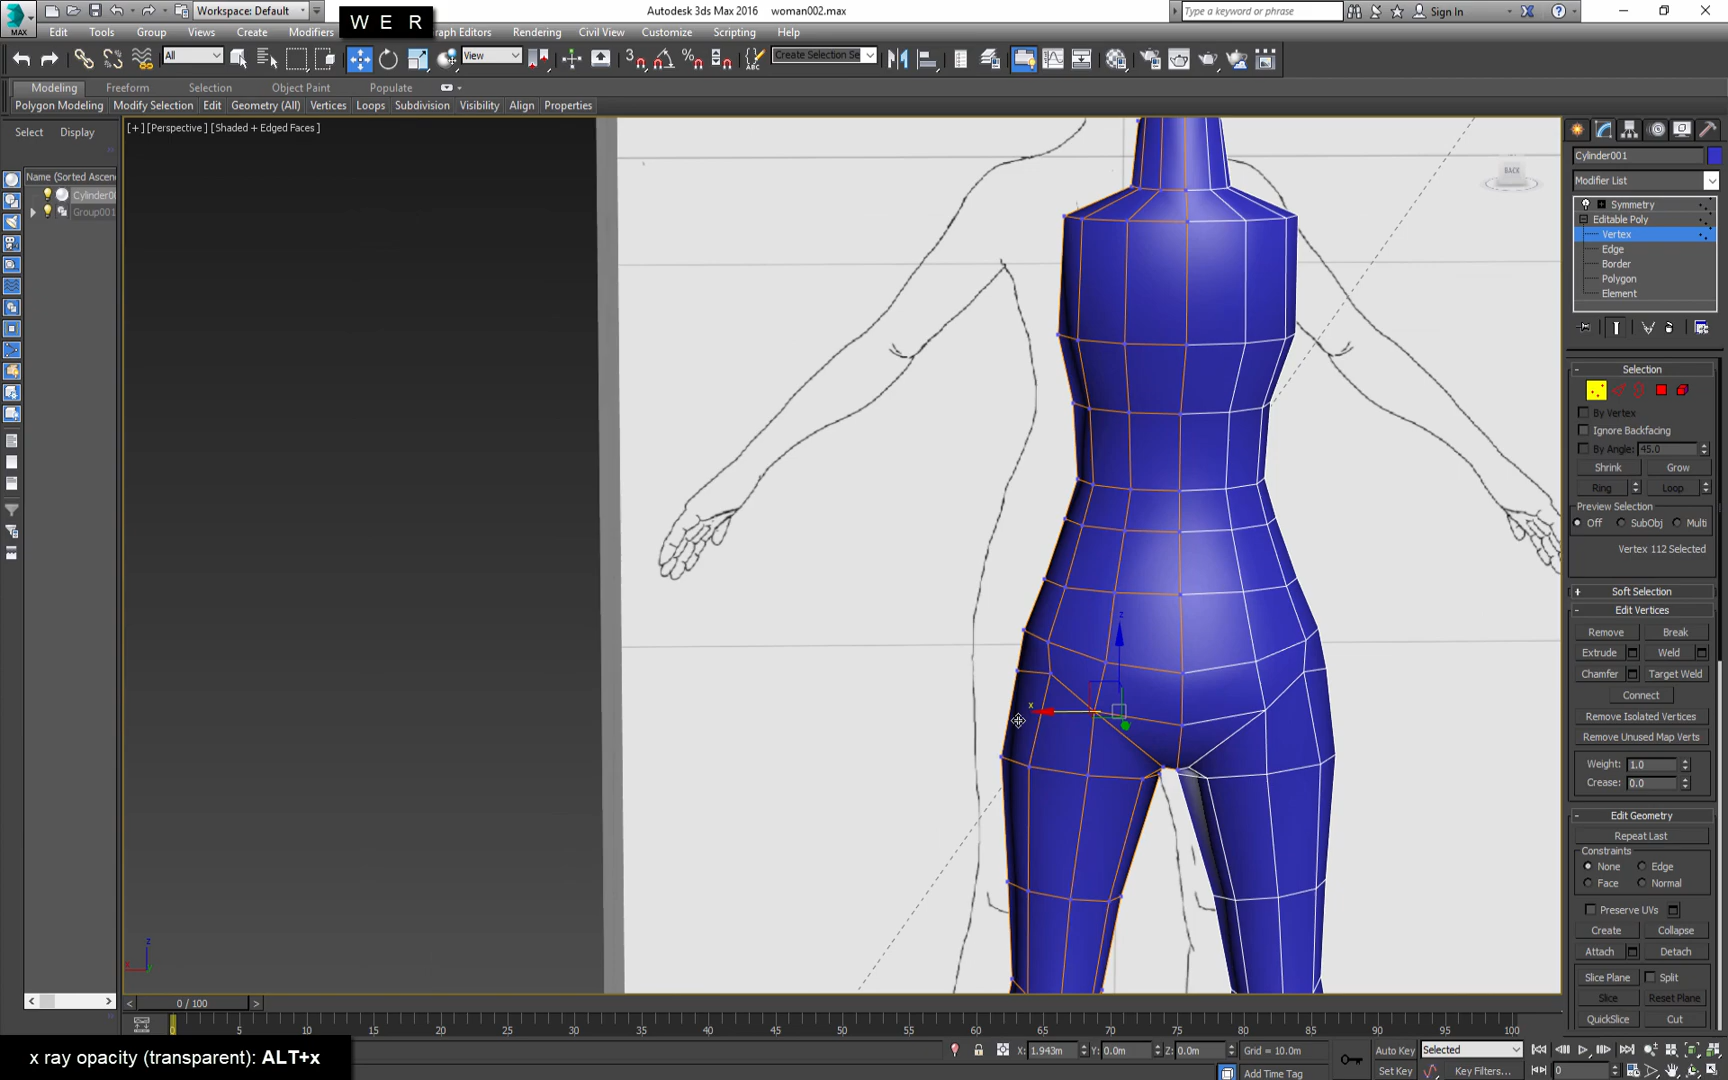 Workspace: Default
Autodesk 3ds Max 2016 woman002.max
Type a keyword or phrase
Sign In
MAX
W E R
Edit Tools Group Views Create Modifiers
raph Editors Rendering Civil View Customize Scripting Help
All
View
Create Selection Se
Modeling Freeform Selection Object Paint Populate
Polygon Modeling Modify Selection Edit Geometry (All) Vertices Loops Subdivision Visibility Align Properties
Select Display
[+] [Perspective] [Shaded + Edged Faces]
Name (Sorted Ascen
Cylinder0
Group001
BACK
z
x
z
x
Cylinder001
Modifier List
Symmetry
Editable Poly
Vertex
Edge
Border
Polygon
Element
Selection
By Vertex
Ignore Backfacing
By Angle: 45.0
Shrink Grow
Ring Loop
Preview Selection
Off SubObj Multi
Vertex 112 Selected
Soft Selection
Edit Vertices
Remove Break
Extrude Weld
Chamfer Target Weld
Connect
Remove Isolated Vertices
Remove Unused Map Verts
Weight: 1.0
Crease: 0.0
Edit Geometry
Repeat Last
Constraints
None Edge
Face Normal
Preserve UVs
Create Collapse
Attach Detach
Slice Plane Split
Slice Reset Plane
QuickSlice Cut
0 / 100
0 5 10 15 20 25 30 35 40 45 50 55 60 65 70 75 80 85 90 95 100
x ray opacity (transparent): ALT+x
X: 1.943m Y: 0.0m Z: 0.0m Grid = 10.0m
Auto Key Selected
Add Time Tag
Set Key Key Filters...
0